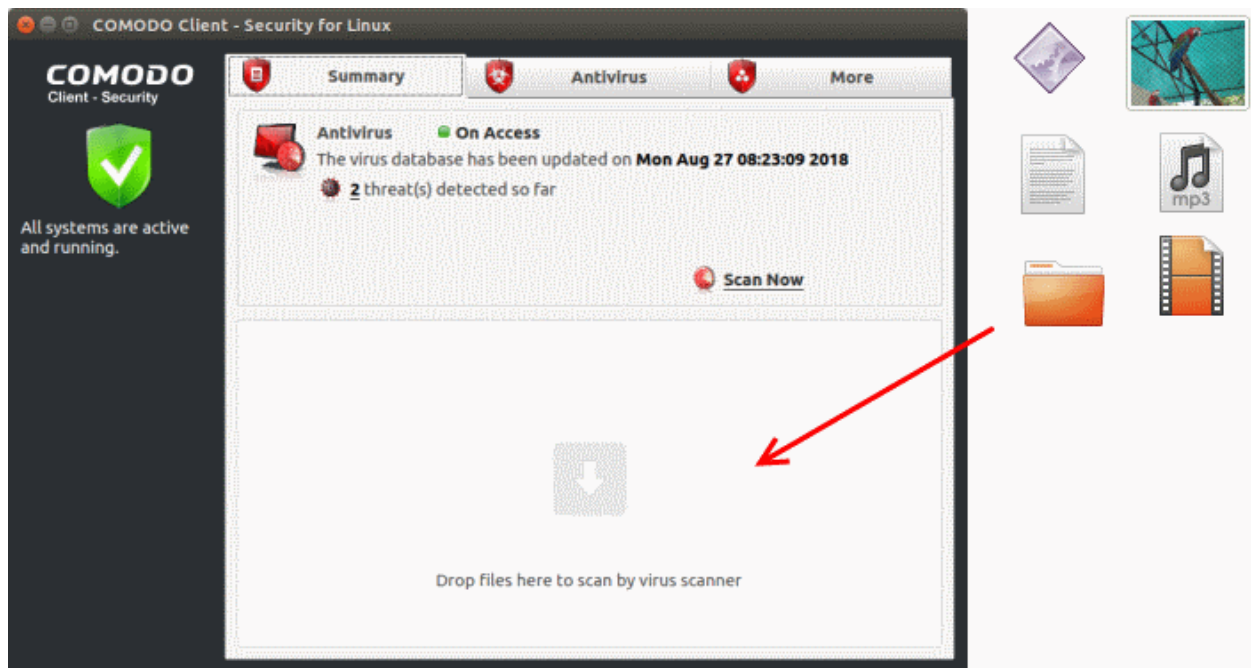 COMODO Client - Security for Linux
COMODO
Client - Security
All systems are active
and running.
Summary
Antivirus
More
Antivirus On Access
The virus database has been updated on Mon Aug 27 08:23:09 2018
2 threat(s) detected so far
Scan Now
Drop files here to scan by virus scanner
mp3